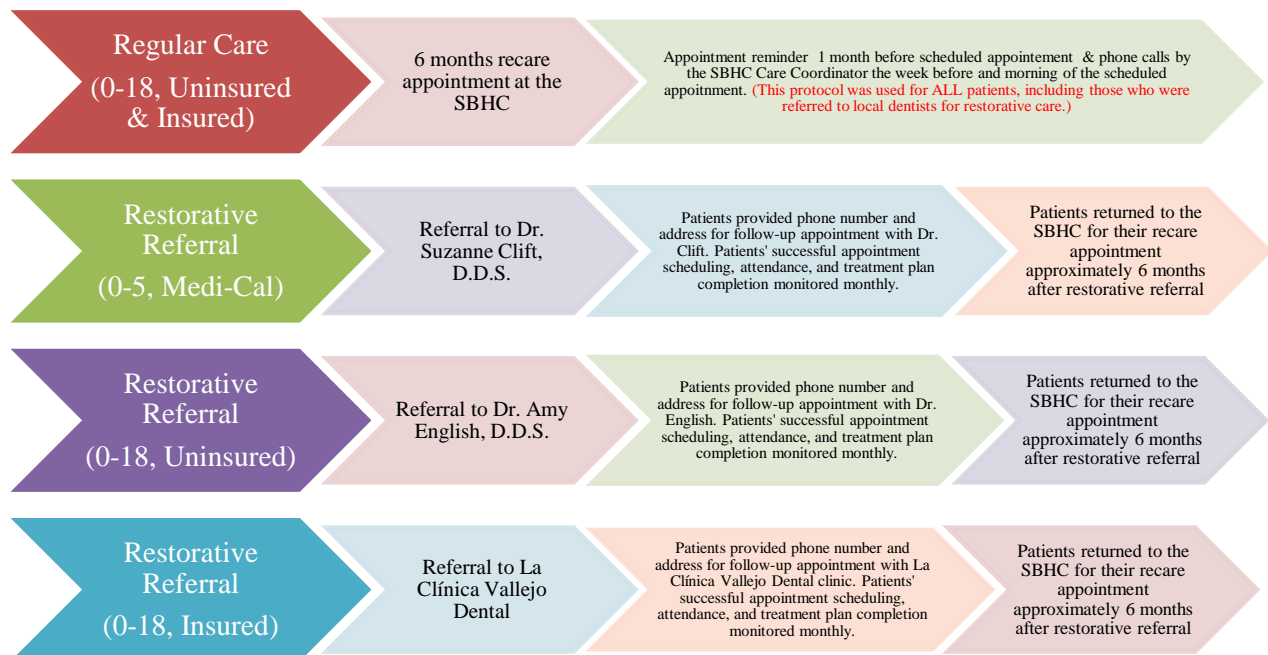 Regular Care
(0-18, Uninsured
& Insured)
6 months recare
appointment at the
SBHC
Appointment reminder 1 month before scheduled appointement & phone calls by
the SBHC Care Coordinator the week before and morning of the scheduled
appoitnment. (This protocol was used for ALL patients, including those who were
referred to local dentists for restorative care.)
Restorative
Referral
(0-5, Medi-Cal)
Referral to Dr.
Suzanne Clift,
D.D.S.
Patients provided phone number and
address for follow-up appointment with Dr.
Clift. Patients' successful appointment
scheduling, attendance, and treatment plan
completion monitored monthly.
Patients returned to the
SBHC for their recare
appointment
approximately 6 months
after restorative referral
Restorative
Referral
(0-18, Uninsured)
Referral to Dr. Amy
English, D.D.S.
Patients provided phone number and
address for follow-up appointment with Dr.
English. Patients' successful appointment
scheduling, attendance, and treatment plan
completion monitored monthly.
Patients returned to the
SBHC for their recare
appointment
approximately 6 months
after restorative referral
Restorative
Referral
(0-18, Insured)
Referral to La
Clínica Vallejo
Dental
Patients provided phone number and
address for follow-up appointment with La
Clínica Vallejo Dental clinic. Patients'
successful appointment scheduling,
attendance, and treatment plan completion
monitored monthly.
Patients returned to the
SBHC for their recare
appointment
approximately 6 months
after restorative referral